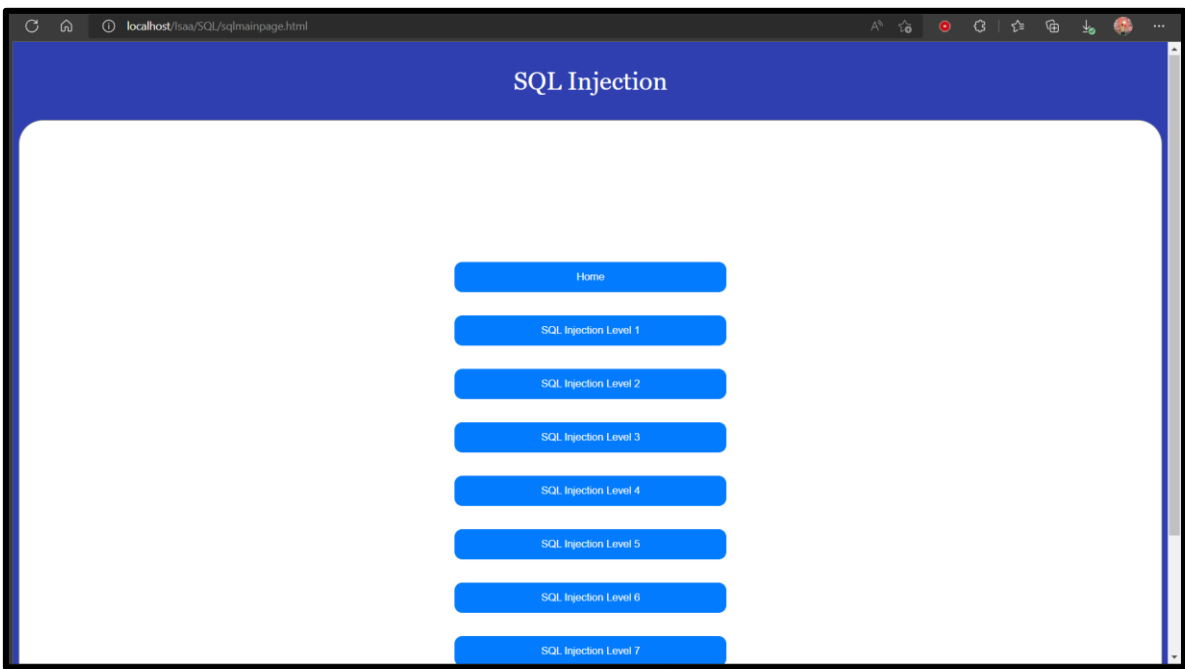 localhost/lsaa/SQL/sqlmainpage.html
SQL Injection
Home
SQL Injection Level 1
SQL Injection Level 2
SQL Injection Level 3
SQL Injection Level 4
SQL Injection Level 5
SQL Injection Level 6
SQL Injection Level 7